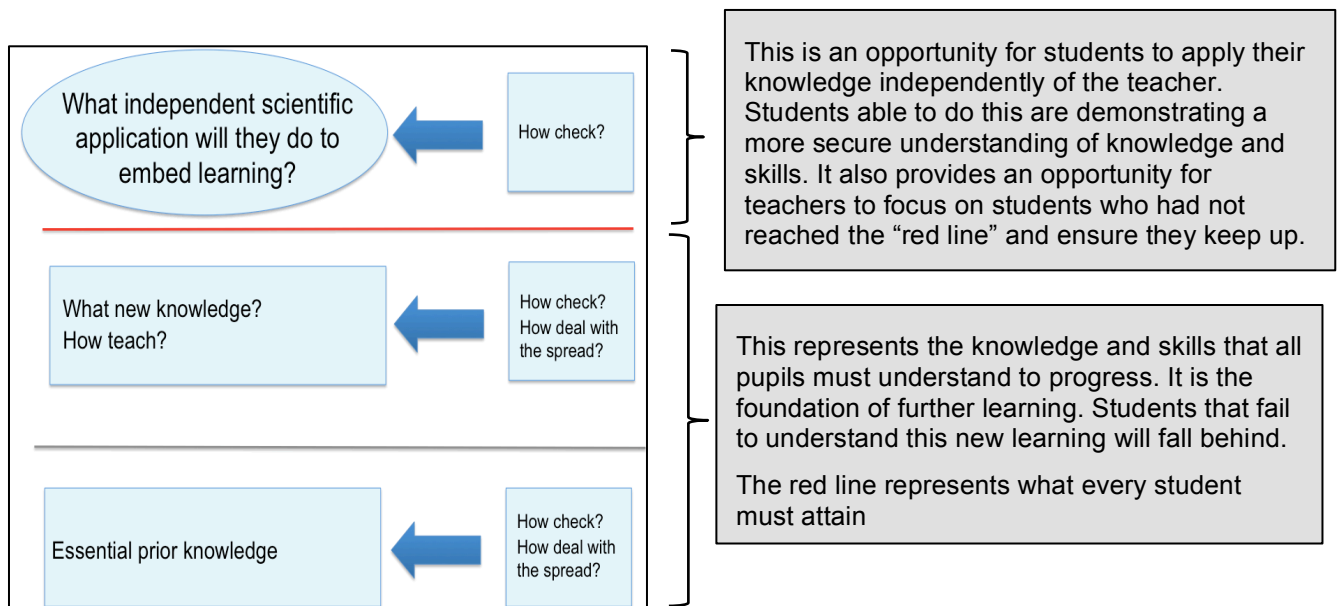 What independent scientific
application will they do to
embed learning?
How check?
This is an opportunity for students to apply their
knowledge independently of the teacher.
Students able to do this are demonstrating a
more secure understanding of knowledge and
skills. It also provides an opportunity for
teachers to focus on students who had not
reached the “red line” and ensure they keep up.
What new knowledge?
How teach?
How check?
How deal with
the spread?
This represents the knowledge and skills that all
pupils must understand to progress. It is the
foundation of further learning. Students that fail
to understand this new learning will fall behind.
The red line represents what every student
must attain
Essential prior knowledge
How check?
How deal with
the spread?